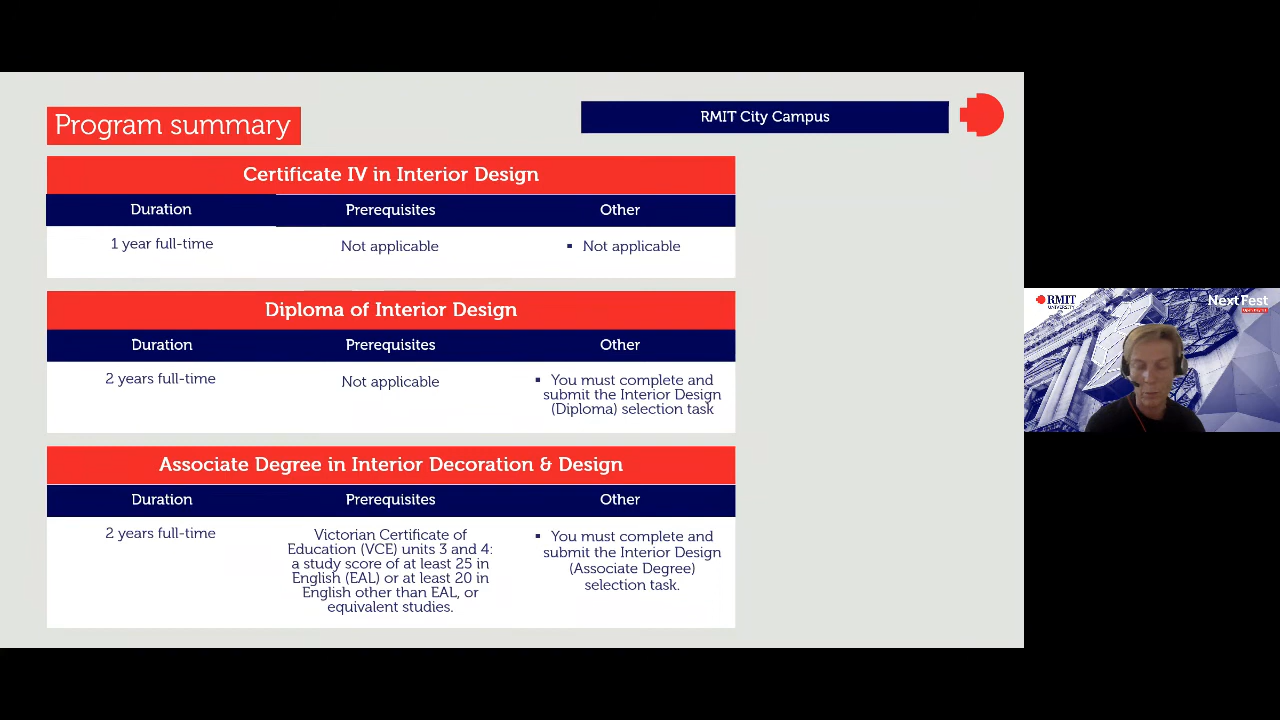 Program summary
RMIT City Campus
Certificate IV in Interior Design
Duration Prerequisites Other
1 year full-time Not applicable ▪ Not applicable
Diploma of Interior Design
Duration Prerequisites Other
2 years full-time Not applicable ▪ You must complete and
submit the Interior Design
(Diploma) selection task
Associate Degree in Interior Decoration & Design
Duration Prerequisites Other
2 years full-time
Victorian Certificate of
Education (VCE) units 3 and 4:
a study score of at least 25 in
English (EAL) or at least 20 in
English other than EAL, or
equivalent studies.
▪ You must complete and
submit the Interior Design
(Associate Degree)
selection task.
RMIT
UNIVERSITY
Next Fest